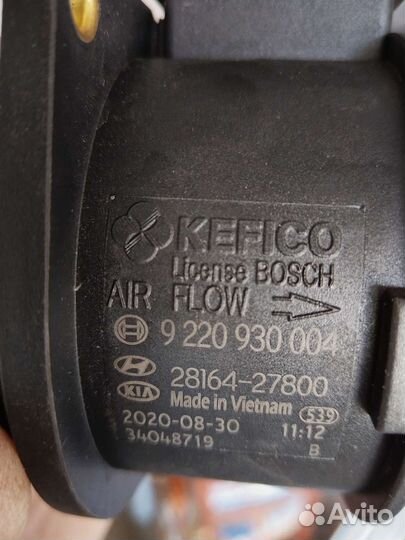 KEFICO
License BOSCH
AIR FLOW
9 220 930 004
28164-27800
KIA Made in Vietnam 539
2020-08-30 11:12
34048719 B
Avito